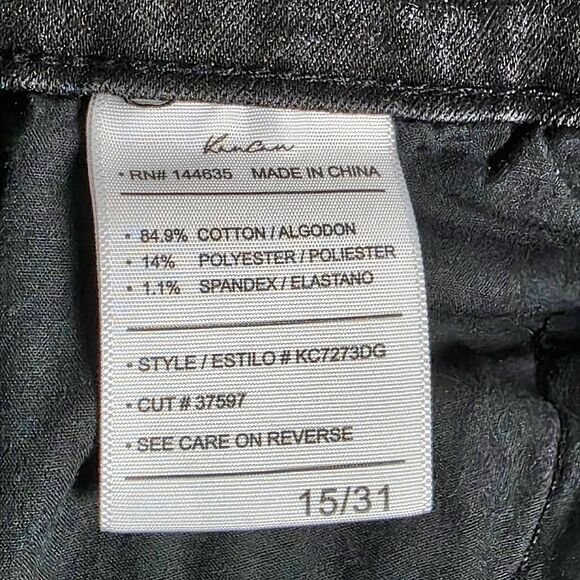 KanCan
• RN# 144635 MADE IN CHINA
• 84.9% COTTON / ALGODON
• 14% POLYESTER / POLIESTER
• 1.1% SPANDEX / ELASTANO
• STYLE / ESTILO # KC7273DG
• CUT # 37597
• SEE CARE ON REVERSE
15/31